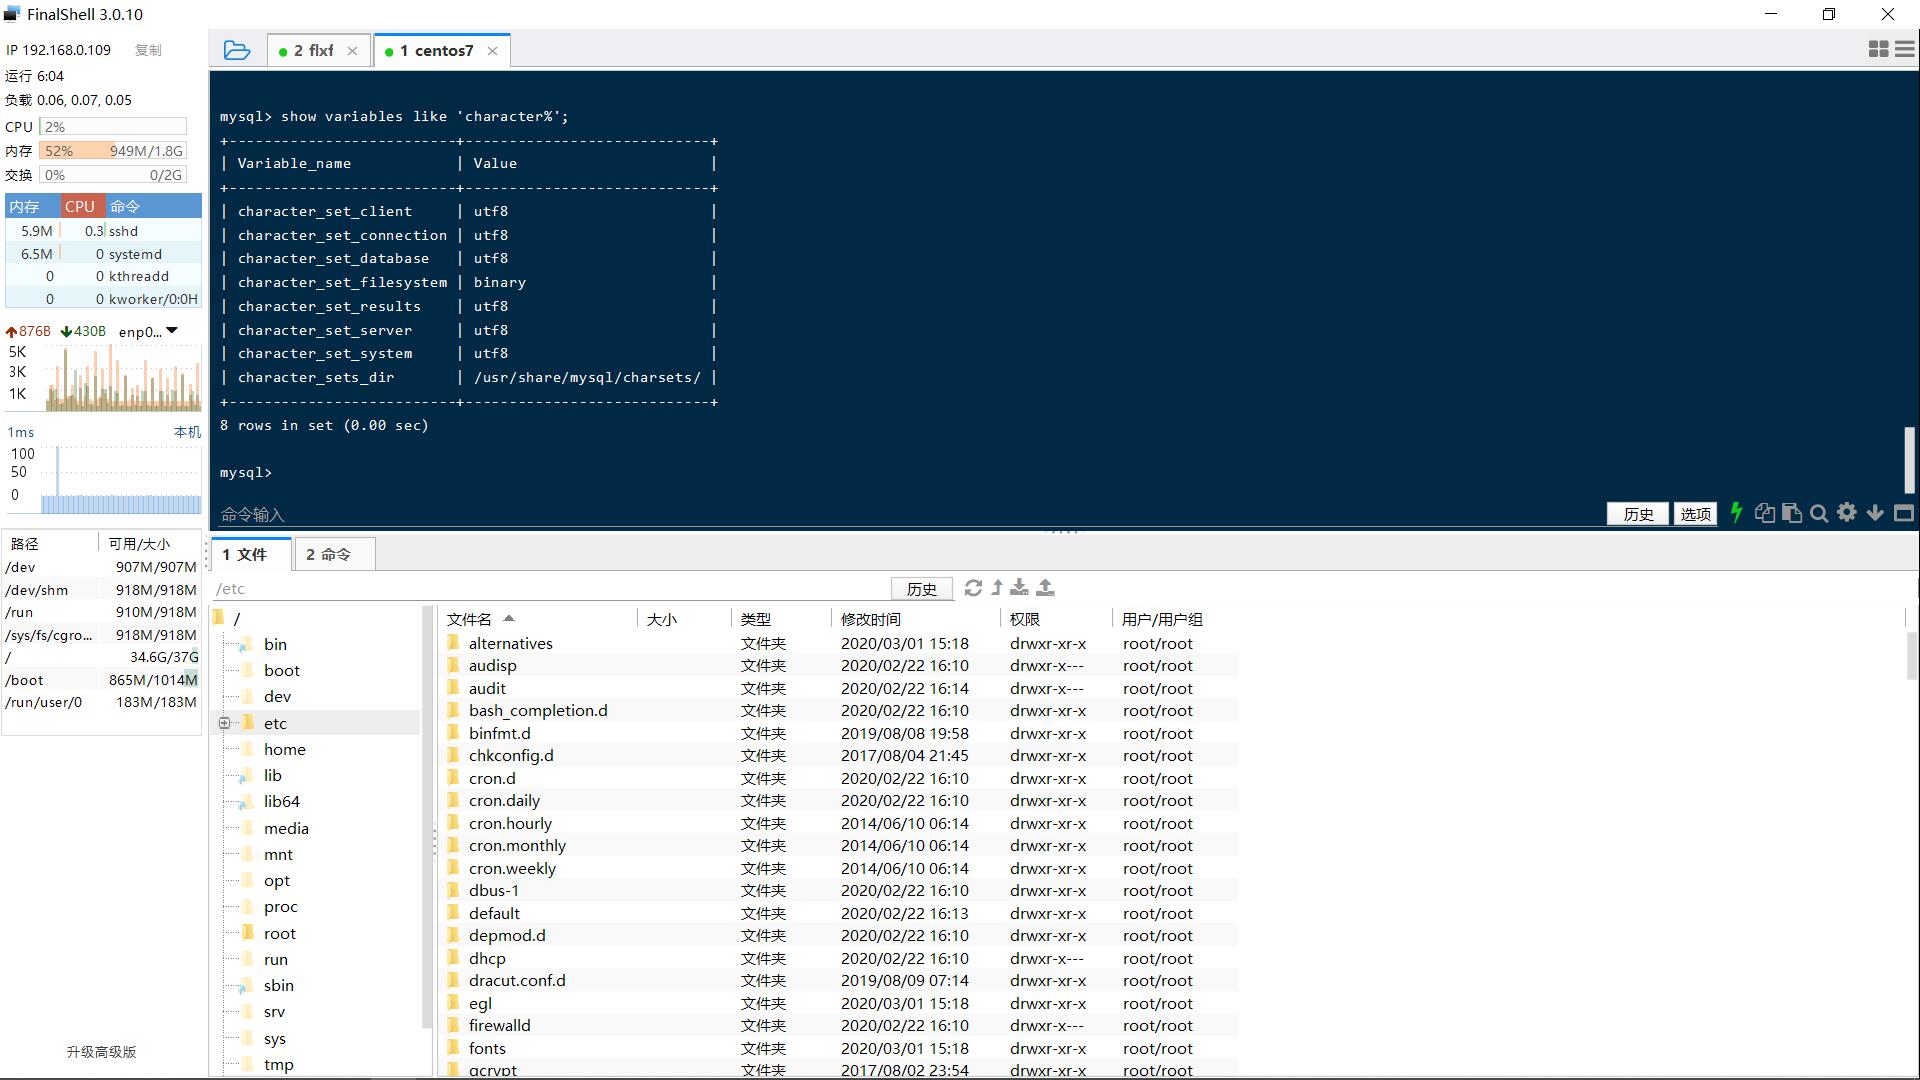 FinalShell 3.0.10
IP 192.168.0.109 复制
运行 6:04
负载 0.06, 0.07, 0.05
CPU 2%
内存 52% 949M/1.8G
交换 0% 0/2G
内存 CPU 命令
5.9M 0.3 sshd
6.5M 0 systemd
0 0 kthreadd
0 0 kworker/0:0H
876B 430B enp0...
5K
3K
1K
1ms 本机
100
50
0
路径 可用/大小
/dev 907M/907M
/dev/shm 918M/918M
/run 910M/918M
/sys/fs/cgro... 918M/918M
/ 34.6G/37G
/boot 865M/1014M
/run/user/0 183M/183M
升级高级版
2 flxf
1 centos7
mysql> show variables like 'character%';
+--------------------------+----------------------------+
| Variable_name | Value |
+--------------------------+----------------------------+
| character_set_client | utf8 |
| character_set_connection | utf8 |
| character_set_database | utf8 |
| character_set_filesystem | binary |
| character_set_results | utf8 |
| character_set_server | utf8 |
| character_set_system | utf8 |
| character_sets_dir | /usr/share/mysql/charsets/ |
+--------------------------+----------------------------+
8 rows in set (0.00 sec)
mysql>
命令输入
历史 选项
1 文件 2 命令
/etc 历史
/
bin
boot
dev
etc
home
lib
lib64
media
mnt
opt
proc
root
run
sbin
srv
sys
tmp
文件名 大小 类型 修改时间 权限 用户/用户组
alternatives 文件夹 2020/03/01 15:18 drwxr-xr-x root/root
audisp 文件夹 2020/02/22 16:10 drwxr-x--- root/root
audit 文件夹 2020/02/22 16:14 drwxr-x--- root/root
bash_completion.d 文件夹 2020/02/22 16:10 drwxr-xr-x root/root
binfmt.d 文件夹 2019/08/08 19:58 drwxr-xr-x root/root
chkconfig.d 文件夹 2017/08/04 21:45 drwxr-xr-x root/root
cron.d 文件夹 2020/02/22 16:10 drwxr-xr-x root/root
cron.daily 文件夹 2020/02/22 16:10 drwxr-xr-x root/root
cron.hourly 文件夹 2014/06/10 06:14 drwxr-xr-x root/root
cron.monthly 文件夹 2014/06/10 06:14 drwxr-xr-x root/root
cron.weekly 文件夹 2014/06/10 06:14 drwxr-xr-x root/root
dbus-1 文件夹 2020/02/22 16:10 drwxr-xr-x root/root
default 文件夹 2020/02/22 16:13 drwxr-xr-x root/root
depmod.d 文件夹 2020/02/22 16:10 drwxr-xr-x root/root
dhcp 文件夹 2020/02/22 16:10 drwxr-x--- root/root
dracut.conf.d 文件夹 2019/08/09 07:14 drwxr-xr-x root/root
egl 文件夹 2020/03/01 15:18 drwxr-xr-x root/root
firewalld 文件夹 2020/02/22 16:10 drwxr-x--- root/root
fonts 文件夹 2020/03/01 15:18 drwxr-xr-x root/root
gcrypt 文件夹 2017/08/02 23:54 drwxr-xr-x root/root